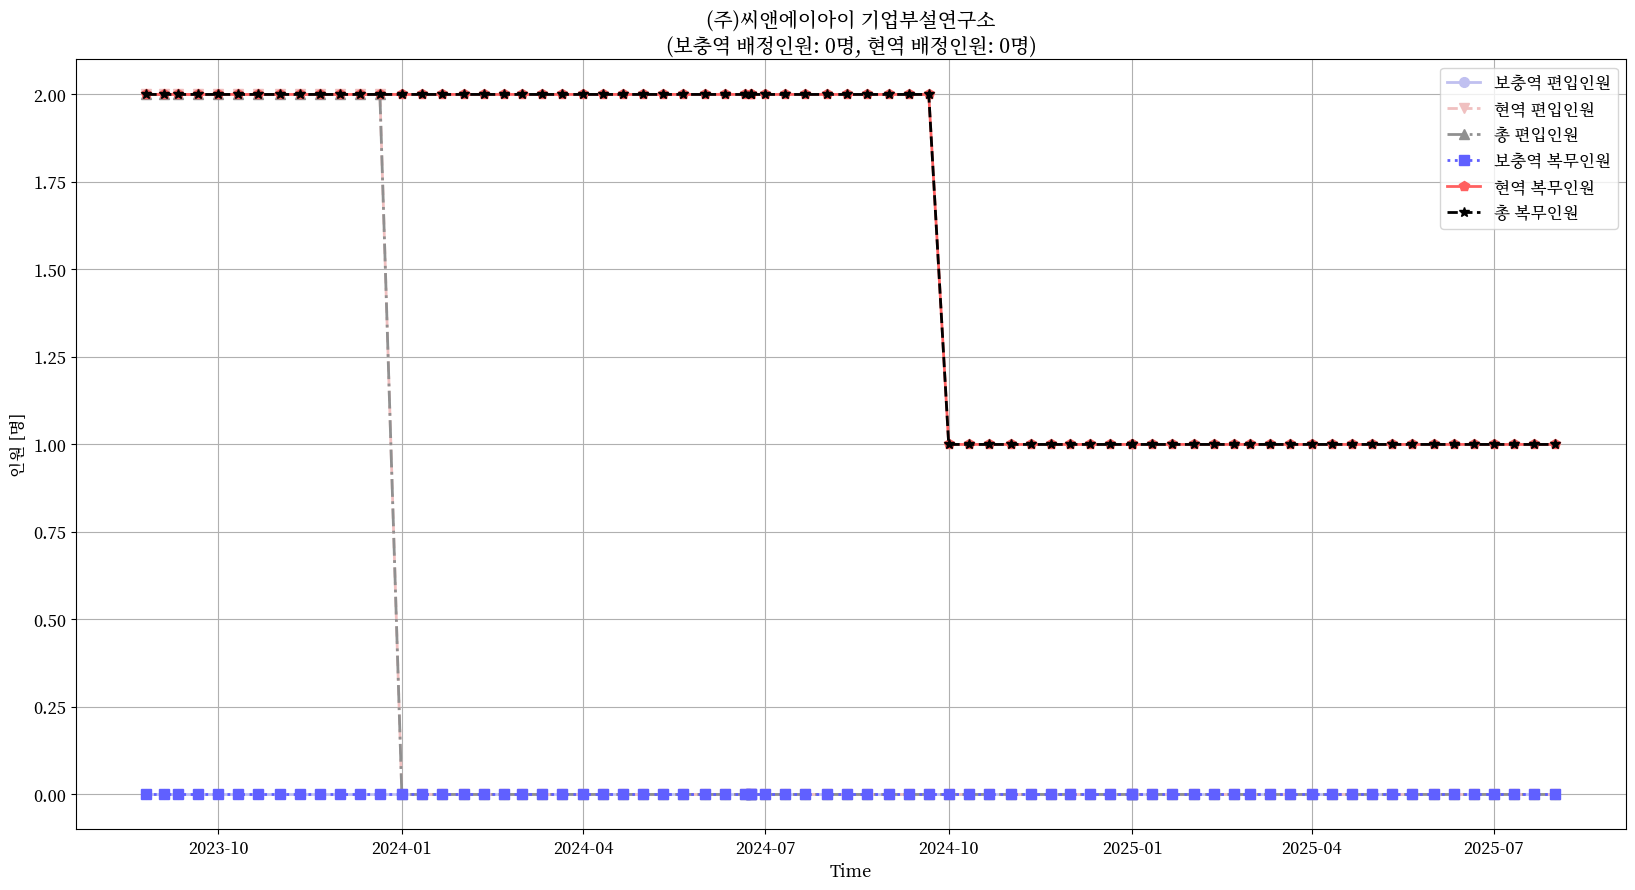 (주)씨앤에이아이 기업부설연구소
(보충역 배정인원: 0명, 현역 배정인원: 0명)
보충역 편입인원
현역 편입인원
총 편입인원
보충역 복무인원
현역 복무인원
총 복무인원
인원 [명]
2.00
1.75
1.50
1.25
1.00
0.75
0.50
0.25
0.00
2023-10
2024-01
2024-04
2024-07
2024-10
2025-01
2025-04
2025-07
Time